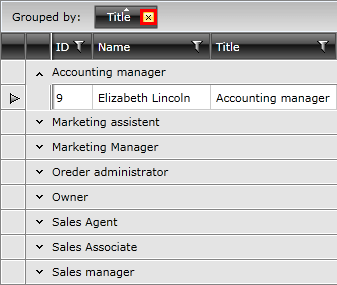 Grouped by: Title
ID Name Title
Accounting manager
9 Elizabeth Lincoln Accounting manager
Marketing assistent
Marketing Manager
Oreder administrator
Owner
Sales Agent
Sales Associate
Sales manager